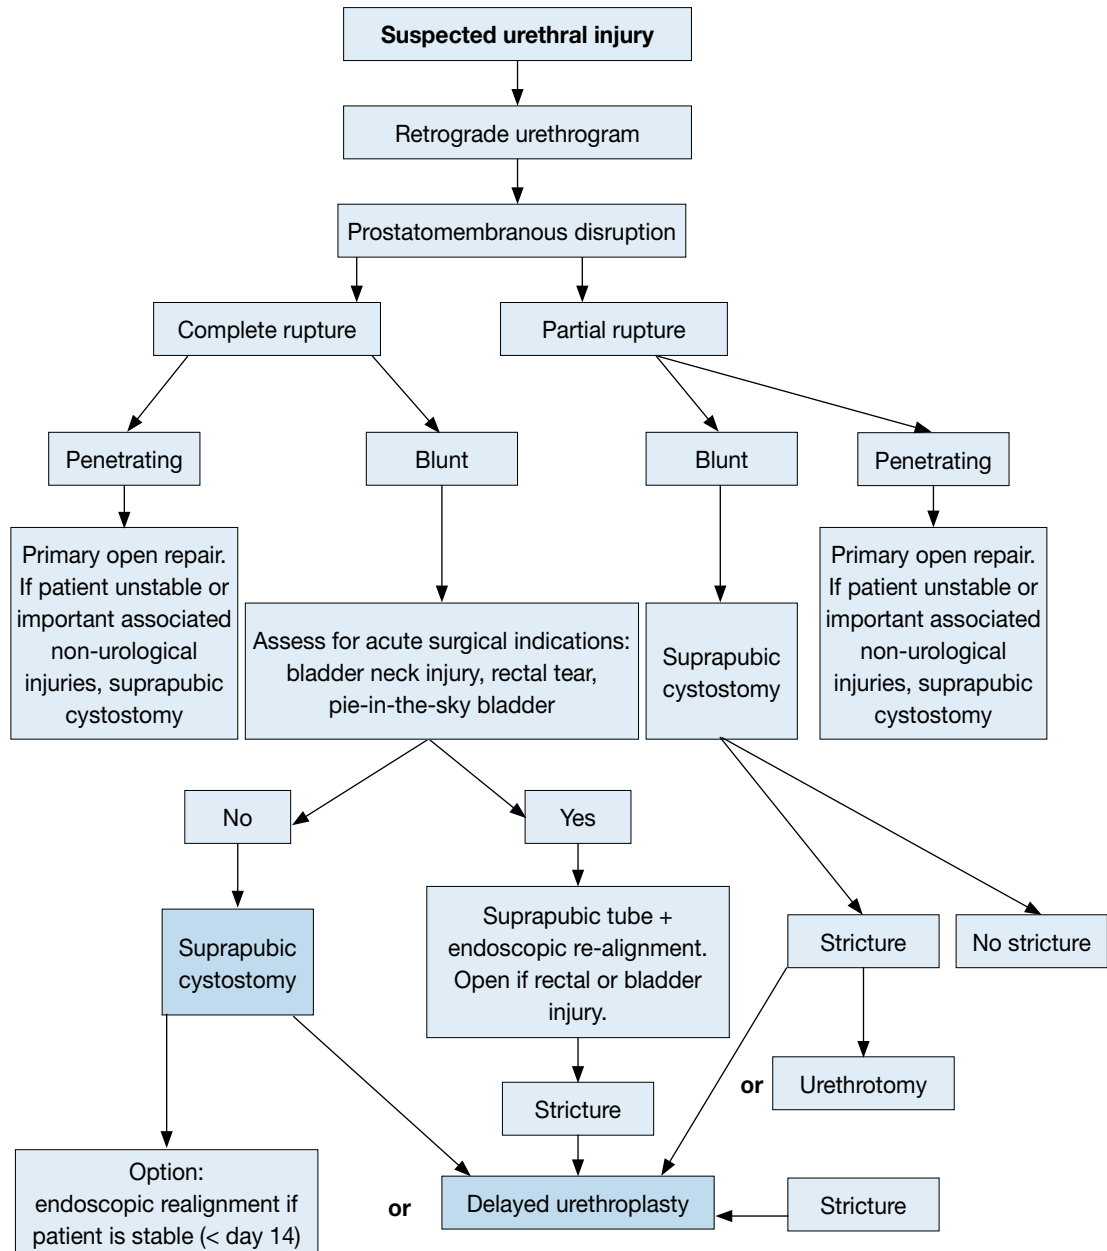 Suspected urethral injury
Retrograde urethrogram
Prostatomembranous disruption
Complete rupture
Partial rupture
Penetrating
Blunt
Blunt
Penetrating
Primary open repair.
If patient unstable or
important associated
non-urological
injuries, suprapubic
cystostomy
Assess for acute surgical indications:
bladder neck injury, rectal tear,
pie-in-the-sky bladder
Suprapubic
cystostomy
Primary open repair.
If patient unstable or
important associated
non-urological
injuries, suprapubic
cystostomy
No
Yes
Suprapubic
cystostomy
Suprapubic tube +
endoscopic re-alignment.
Open if rectal or bladder
injury.
Stricture
No stricture
or
Urethrotomy
Stricture
Option:
endoscopic realignment if
patient is stable (< day 14)
or
Delayed urethroplasty
Stricture